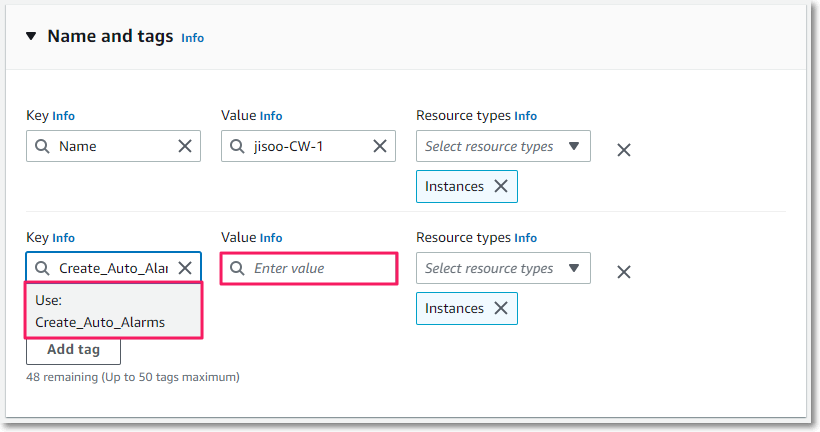 Name and tags Info
Key Info Value Info Resource types Info
Name jisoo-CW-1 Select resource types
Instances
Key Info Value Info Resource types Info
Create_Auto_Alar Enter value Select resource types
Instances
Use:
Create_Auto_Alarms
Add tag
48 remaining (Up to 50 tags maximum)